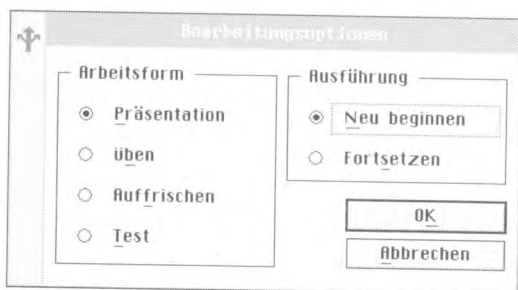 Bearbeitungsoptionen
Arbeitsform
Präsentation
üben
Auffrischen
Test
Ausführung
Neu beginnen
Fortsetzen
OK
Abbrechen